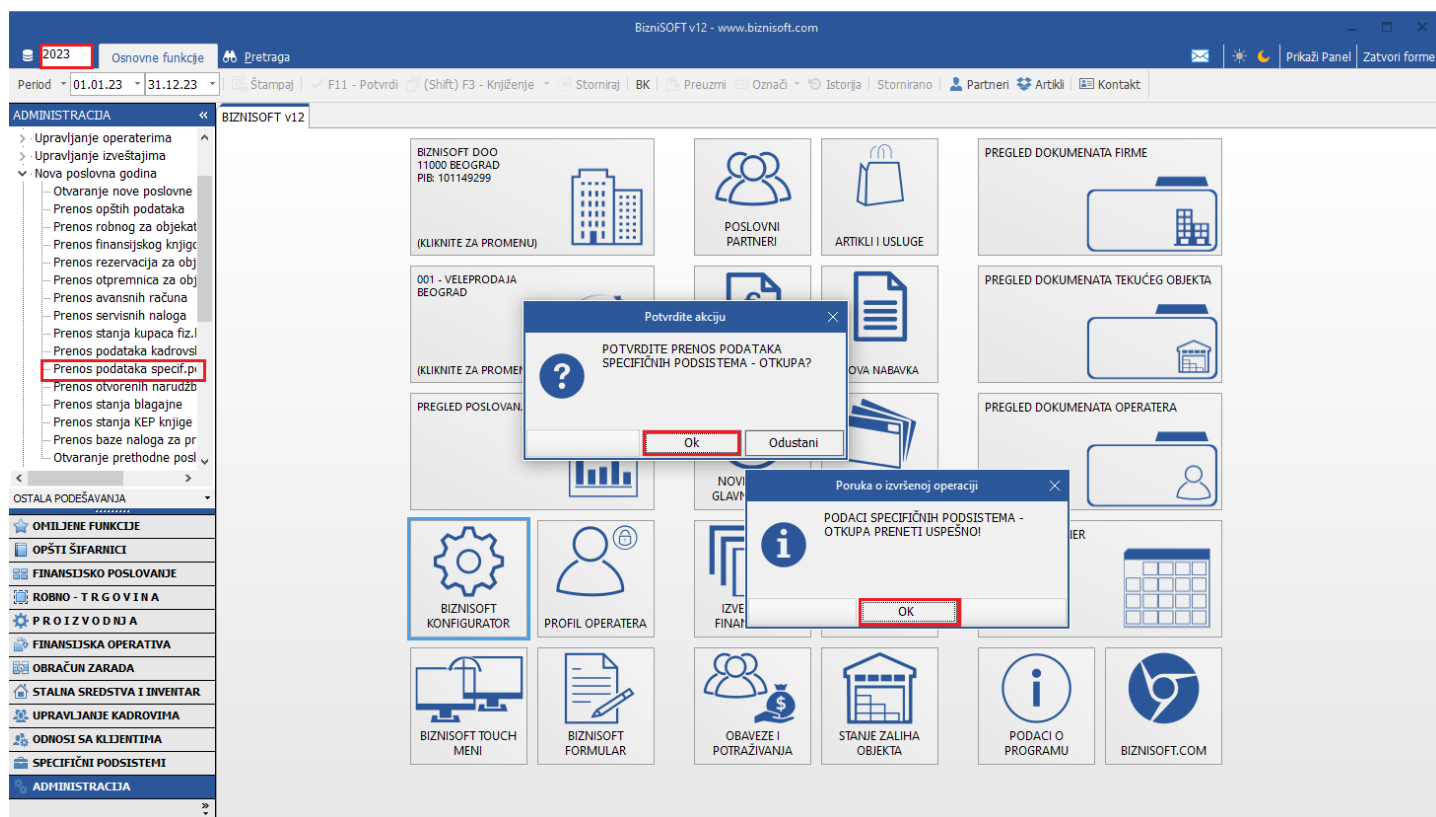 BizniSOFT v12 - www.biznisoft.com
2023 Osnovne funkcije Pretraga Prikaži Panel Zatvori forme
Period 01.01.23 31.12.23 Štampaj F11 - Potvrdi (Shift) F3 - Knjiženje Storniraj BK Preuzmi Označi Istorija Stornirano Partneri Artikli Kontakt
ADMINISTRACIJA «
BIZNISOFT v12
Upravljanje operaterima
Upravljanje izveštajima
Nova poslovna godina
Otvaranje nove poslovne
Prenos opštih podataka
Prenos robnog za objekat
Prenos finansijskog knjigo
Prenos rezervacija za obj
Prenos otpremnica za obj
Prenos avansnih računa
Prenos servisnih naloga
Prenos stanja kupaca fiz.l
Prenos podataka kadrovsl
Prenos podataka specif.p
Prenos otvorenih narudžb
Prenos stanja blagajne
Prenos stanja KEP knjige
Prenos baze naloga za pr
Otvaranje prethodne posl
OSTALA PODEŠAVANJA
OMILJENE FUNKCIJE
OPŠTI ŠIFARNICI
FINANSIJSKO POSLOVANJE
ROBNO - T R G O V I N A
P R O I Z V O D NJ A
FINANSIJSKA OPERATIVA
OBRAČUN ZARADA
STALNA SREDSTVA I INVENTAR
UPRAVLJANJE KADROVIMA
ODNOSI SA KLIJENTIMA
SPECIFIČNI PODSISTEMI
ADMINISTRACIJA
»
BIZNISOFT DOO
11000 BEOGRAD
PIB: 101149299
(KLIKNITE ZA PROMENU)
POSLOVNI
PARTNERI
ARTIKLI I USLUGE
PREGLED DOKUMENATA FIRME
001 - VELEPRODAJA
BEOGRAD
(KLIKNITE ZA PROMEN
OVA NABAVKA
PREGLED DOKUMENATA TEKUĆEG OBJEKTA
Potvrdite akciju
POTVRDITE PRENOS PODATAKA
SPECIFIČNIH PODSISTEMA - OTKUPA?
Ok Odustani
PREGLED POSLOVAN
NOVI
GLAVN
PREGLED DOKUMENATA OPERATERA
Poruka o izvršenoj operaciji
PODACI SPECIFIČNIH PODSISTEMA -
OTKUPA PRENETI USPEŠNO!
OK
BIZNISOFT
KONFIGURATOR
PROFIL OPERATERA
IZVE
FINAN
IER
BIZNISOFT TOUCH
MENI
BIZNISOFT
FORMULAR
OBAVEZE I
POTRAŽIVANJA
STANJE ZALIHA
OBJEKTA
PODACI O
PROGRAMU
BIZNISOFT.COM